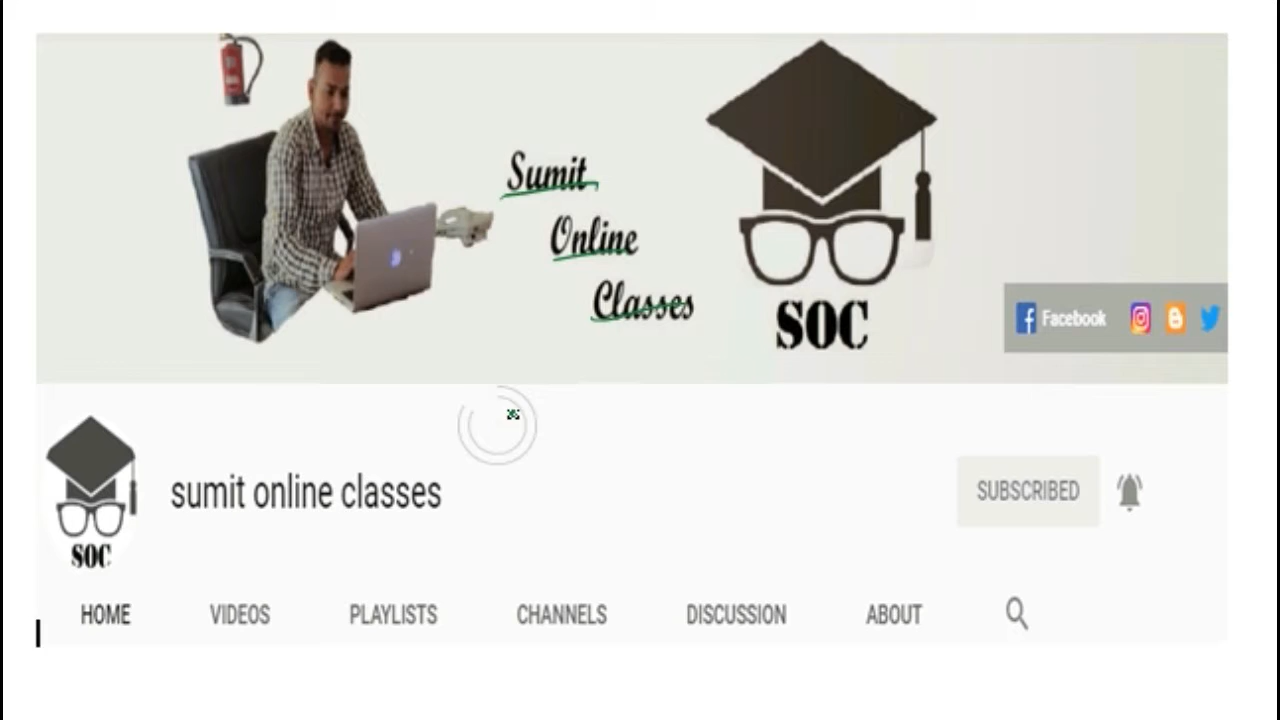 Sumit
Online
Classes
SOC
Facebook
SOC
sumit online classes
SUBSCRIBED
HOME VIDEOS PLAYLISTS CHANNELS DISCUSSION ABOUT